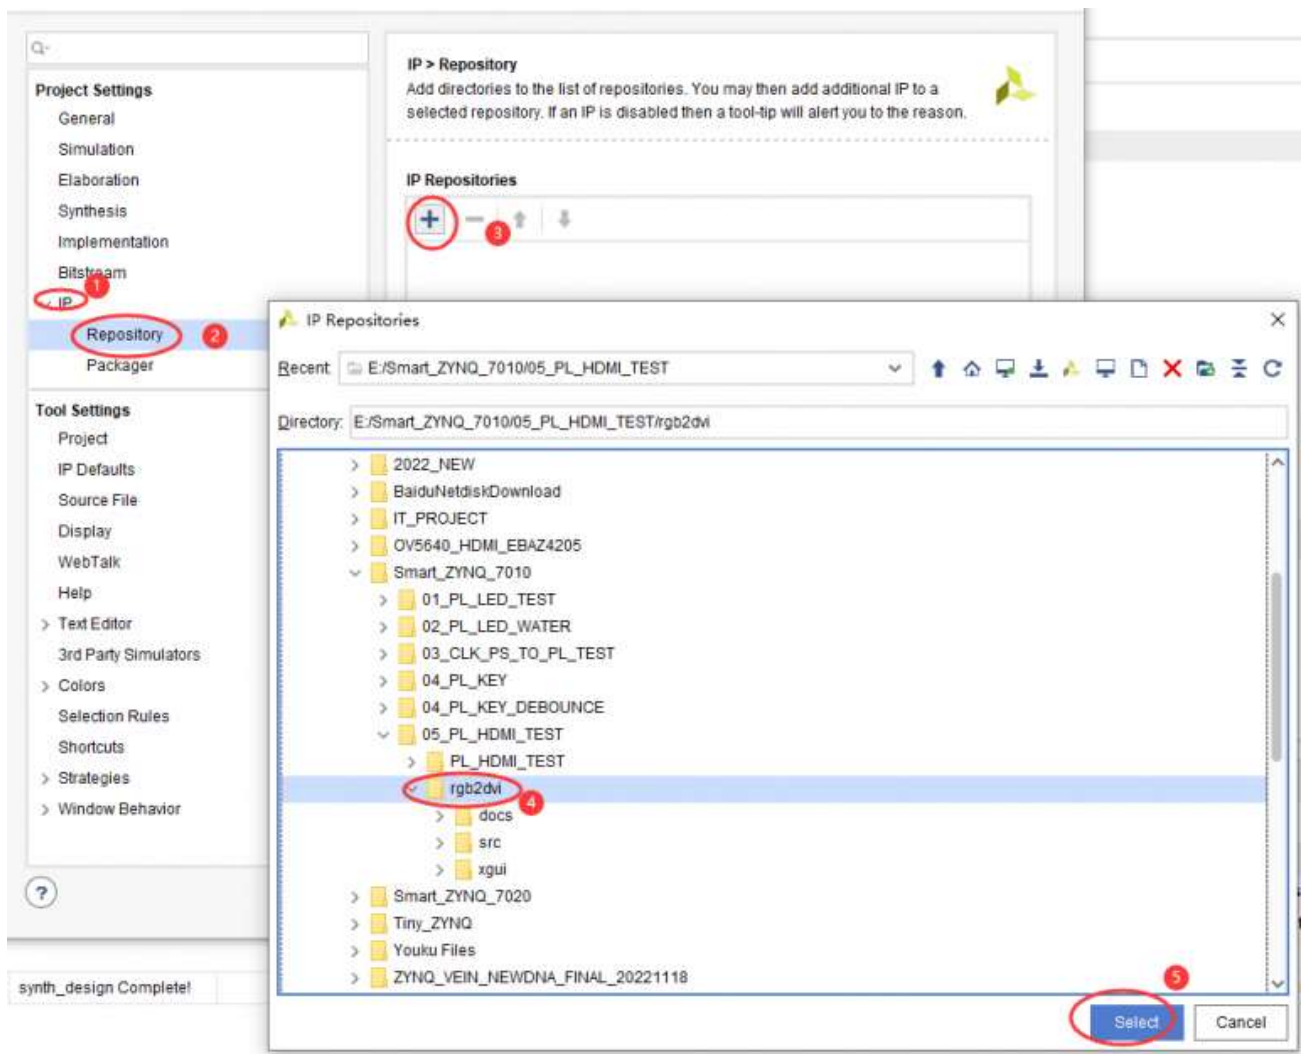 Project Settings
General
Simulation
Elaboration
Synthesis
Implementation
Bitstream
1
IP
Repository
2
Packager
Tool Settings
Project
IP Defaults
Source File
Display
WebTalk
Help
Text Editor
3rd Party Simulators
Colors
Selection Rules
Shortcuts
Strategies
Window Behavior
?
synth_design Complete!
IP > Repository
Add directories to the list of repositories. You may then add additional IP to a
selected repository. If an IP is disabled then a tool-tip will alert you to the reason.
IP Repositories
3
IP Repositories
Recent: E:/Smart_ZYNQ_7010/05_PL_HDMI_TEST
Directory: E:/Smart_ZYNQ_7010/05_PL_HDMI_TEST/rgb2dvi
2022_NEW
BaiduNetdiskDownload
IT_PROJECT
OV5640_HDMI_EBAZ4205
Smart_ZYNQ_7010
01_PL_LED_TEST
02_PL_LED_WATER
03_CLK_PS_TO_PL_TEST
04_PL_KEY
04_PL_KEY_DEBOUNCE
05_PL_HDMI_TEST
PL_HDMI_TEST
rgb2dvi
4
docs
src
xgui
Smart_ZYNQ_7020
Tiny_ZYNQ
Youku Files
ZYNQ_VEIN_NEWDNA_FINAL_20221118
5
Select
Cancel